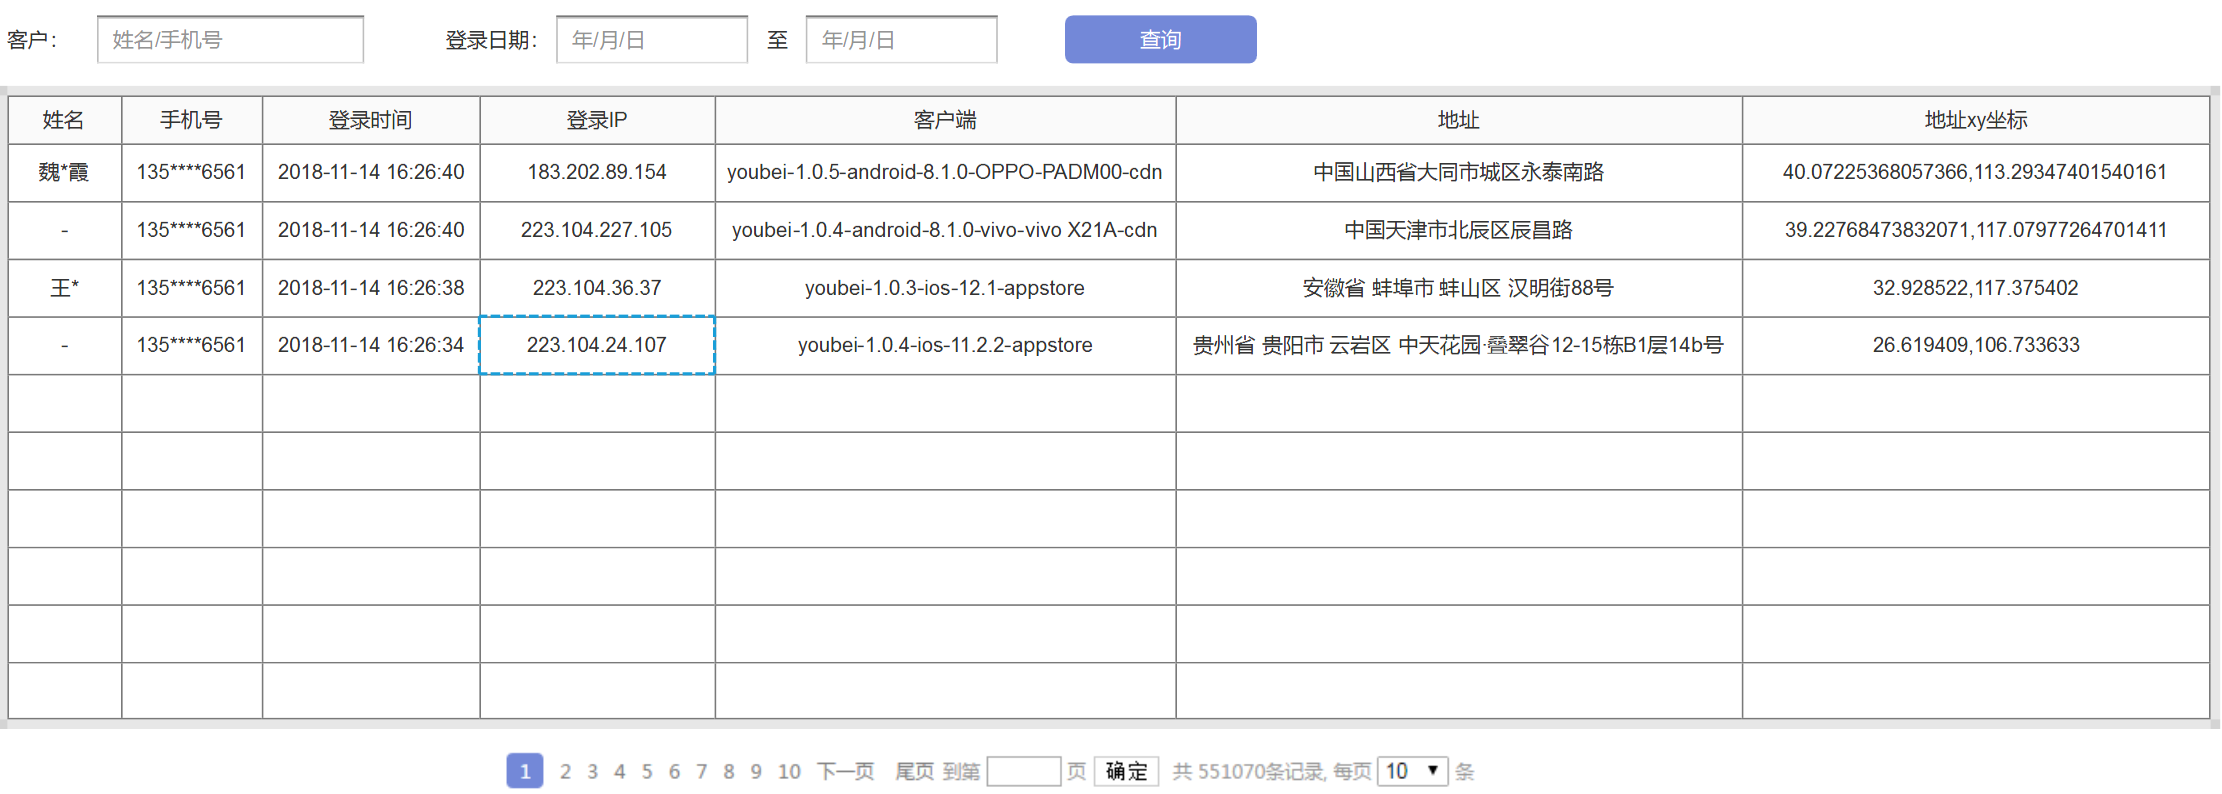 客户： 姓名/手机号 登录日期： 年/月/日 至 年/月/日 查询
姓名 手机号 登录时间 登录IP 客户端 地址 地址xy坐标
魏*霞 135****6561 2018-11-14 16:26:40 183.202.89.154 youbei-1.0.5-android-8.1.0-OPPO-PADM00-cdn 中国山西省大同市城区永泰南路 40.07225368057366,113.29347401540161
- 135****6561 2018-11-14 16:26:40 223.104.227.105 youbei-1.0.4-android-8.1.0-vivo-vivo X21A-cdn 中国天津市北辰区辰昌路 39.22768473832071,117.07977264701411
王* 135****6561 2018-11-14 16:26:38 223.104.36.37 youbei-1.0.3-ios-12.1-appstore 安徽省 蚌埠市 蚌山区 汉明街88号 32.928522,117.375402
- 135****6561 2018-11-14 16:26:34 223.104.24.107 youbei-1.0.4-ios-11.2.2-appstore 贵州省 贵阳市 云岩区 中天花园·叠翠谷12-15栋B1层14b号 26.619409,106.733633
1 2 3 4 5 6 7 8 9 10 下一页 尾页 到第 页 确定 共 551070条记录, 每页 10 条